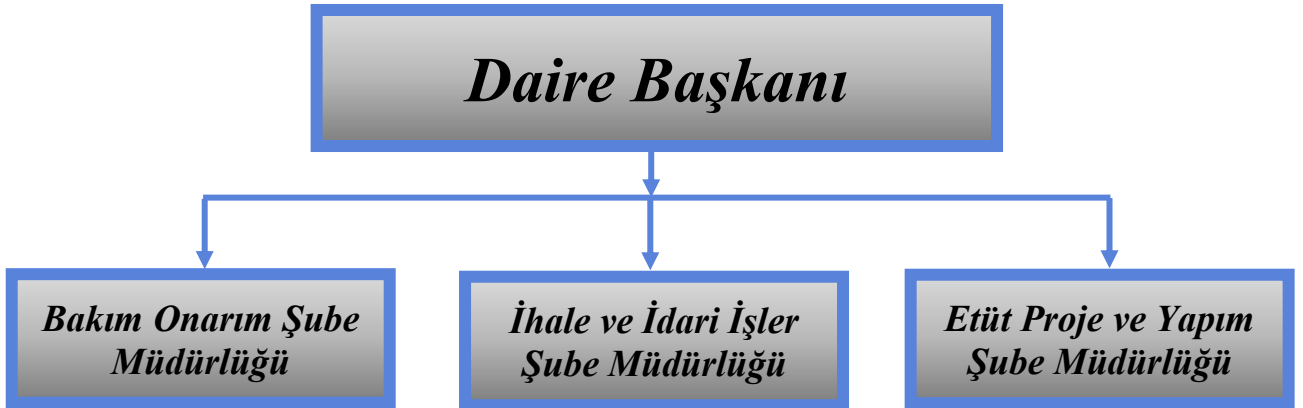 Daire Başkanı
Bakım Onarım Şube
Müdürlüğü
İhale ve İdari İşler
Şube Müdürlüğü
Etüt Proje ve Yapım
Şube Müdürlüğü